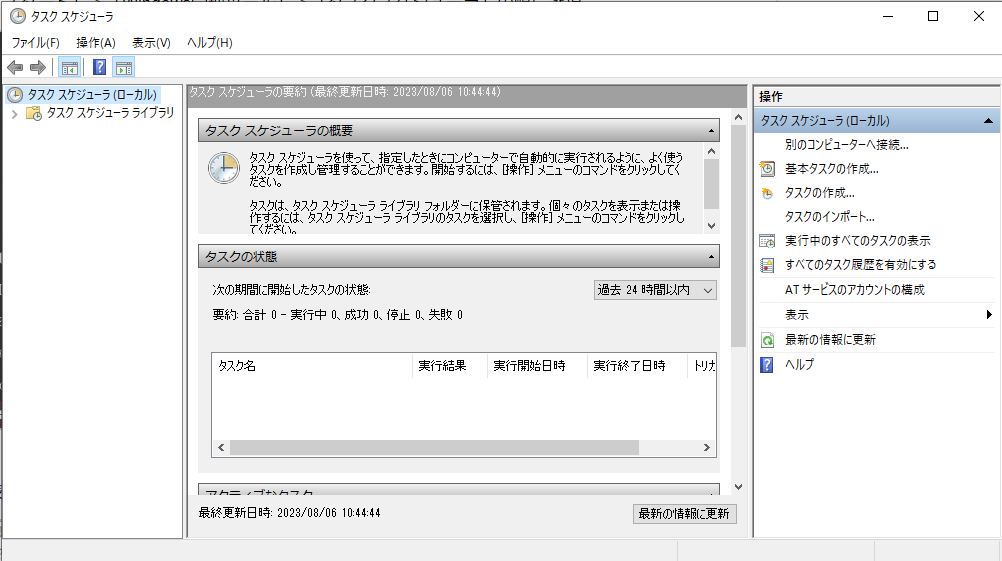 タスク スケジューラ
ファイル(F) 操作(A) 表示(V) ヘルプ(H)
タスク スケジューラ (ローカル)
タスク スケジューラ ライブラリ
タスク スケジューラの要約 (最終更新日時: 2023/08/06 10:44:44)
タスク スケジューラの概要
タスク スケジューラを使って、指定したときにコンピューターで自動的に実行されるように、よく使う
タスクを作成し管理することができます。開始するには、[操作] メニューのコマンドをクリックしてく
ださい。
タスクは、タスク スケジューラ ライブラリ フォルダーに保管されます。個々のタスクを表示または操
作するには、タスク スケジューラ ライブラリのタスクを選択し、[操作] メニューのコマンドをクリックし
てください。
タスクの状態
次の期間に開始したタスクの状態:
過去 24 時間以内
要約: 合計 0 - 実行中 0、成功 0、停止 0、失敗 0
タスク名 実行結果 実行開始日時 実行終了日時 トリガ
アクティブなタスク
最終更新日時: 2023/08/06 10:44:44
最新の情報に更新
操作
タスク スケジューラ (ローカル)
別のコンピューターへ接続...
基本タスクの作成...
タスクの作成...
タスクのインポート...
実行中のすべてのタスクの表示
すべてのタスク履歴を有効にする
AT サービスのアカウントの構成
表示
最新の情報に更新
ヘルプ